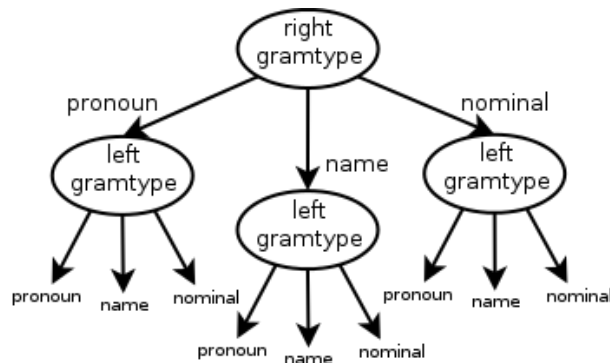 right
gramtype
pronoun
nominal
name
left
gramtype
left
gramtype
left
gramtype
pronoun
name
nominal
pronoun
name
nominal
pronoun
name
nominal